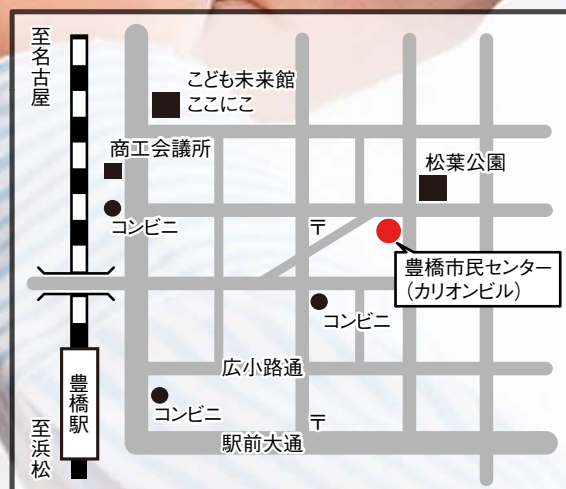 至名古屋
こども未来館
ここにこ
商工会議所
松葉公園
コンビニ
〒
豊橋市民センター
（カリオンビル）
コンビニ
広小路通
豊橋駅
コンビニ
〒
至浜松
駅前大通